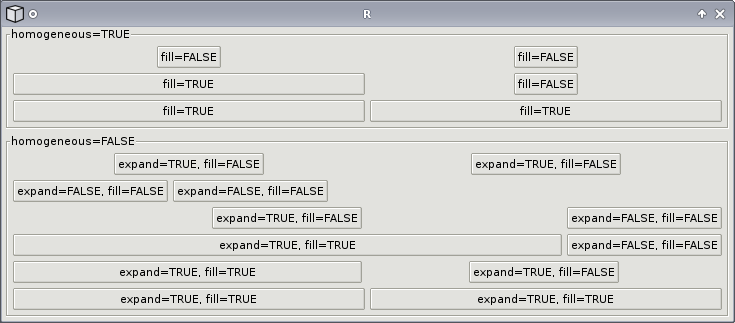 R
homogeneous=TRUE
fill=FALSE fill=FALSE
fill=TRUE fill=FALSE
fill=TRUE fill=TRUE
homogeneous=FALSE
expand=TRUE, fill=FALSE expand=TRUE, fill=FALSE
expand=FALSE, fill=FALSE expand=FALSE, fill=FALSE
expand=TRUE, fill=FALSE expand=FALSE, fill=FALSE
expand=TRUE, fill=TRUE expand=FALSE, fill=FALSE
expand=TRUE, fill=TRUE expand=TRUE, fill=FALSE
expand=TRUE, fill=TRUE expand=TRUE, fill=TRUE